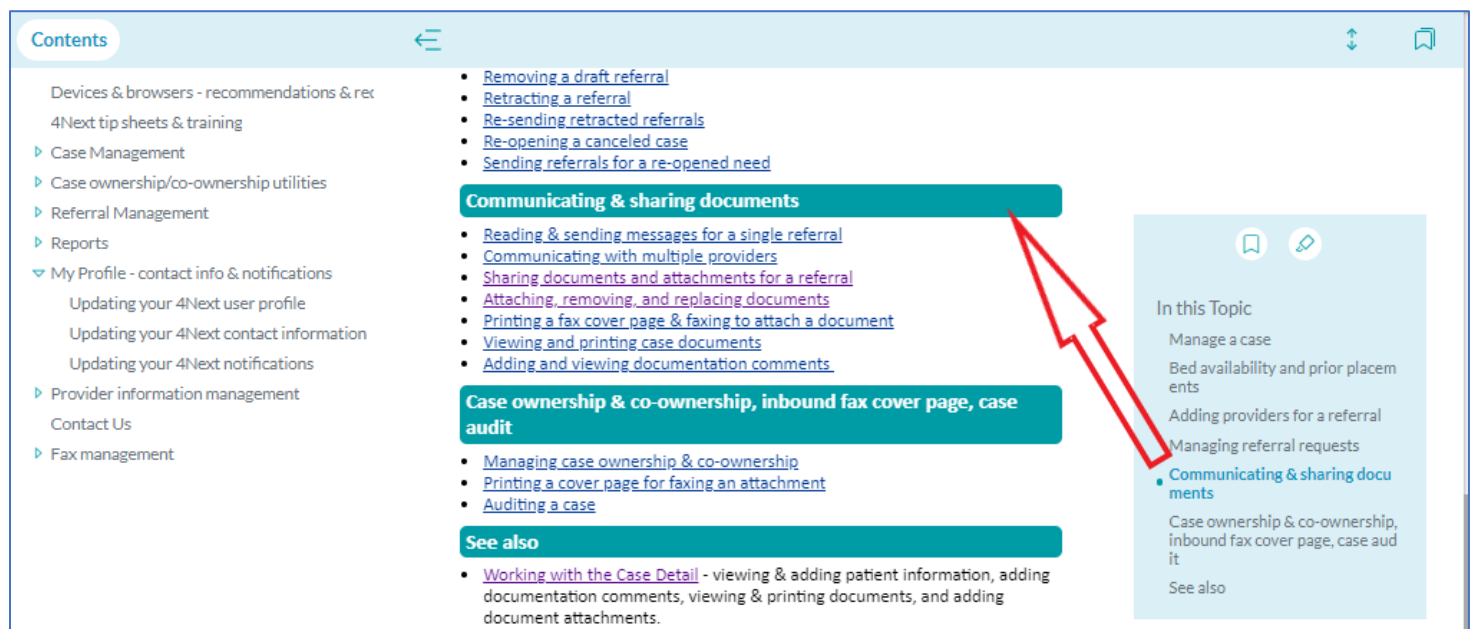 Contents
Devices & browsers - recommendations & rec
4Next tip sheets & training
Case Management
Case ownership/co-ownership utilities
Referral Management
Reports
My Profile - contact info & notifications
Updating your 4Next user profile
Updating your 4Next contact information
Updating your 4Next notifications
Provider information management
Contact Us
Fax management
• Removing a draft referral
• Retracting a referral
• Re-sending retracted referrals
• Re-opening a canceled case
• Sending referrals for a re-opened need
Communicating & sharing documents
• Reading & sending messages for a single referral
• Communicating with multiple providers
• Sharing documents and attachments for a referral
• Attaching, removing, and replacing documents
• Printing a fax cover page & faxing to attach a document
• Viewing and printing case documents
• Adding and viewing documentation comments
Case ownership & co-ownership, inbound fax cover page, case
audit
• Managing case ownership & co-ownership
• Printing a cover page for faxing an attachment
• Auditing a case
See also
• Working with the Case Detail - viewing & adding patient information, adding
documentation comments, viewing & printing documents, and adding
document attachments.
In this Topic
Manage a case
Bed availability and prior placem
ents
Adding providers for a referral
Managing referral requests
• Communicating & sharing docu
ments
Case ownership & co-ownership,
inbound fax cover page, case aud
it
See also